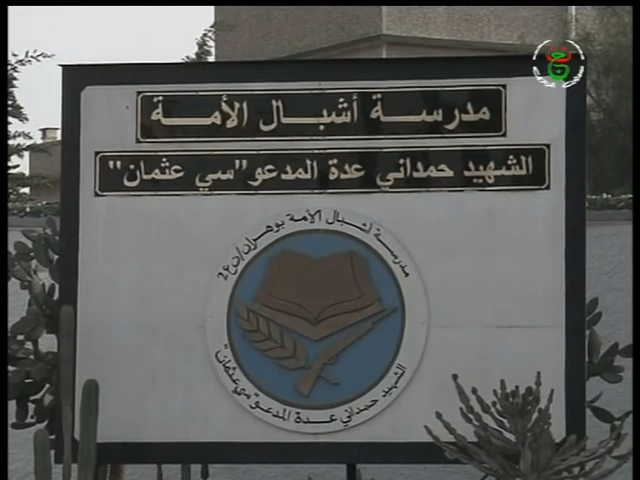 مدرسة أشبال الأمة
الشهيد حمداني عدة المدعو "سي عثمان"
مدرسة أشبال الأمة بوهران/ن ع2
الشهيد حمداني عدة المدعو "سي عثمان"